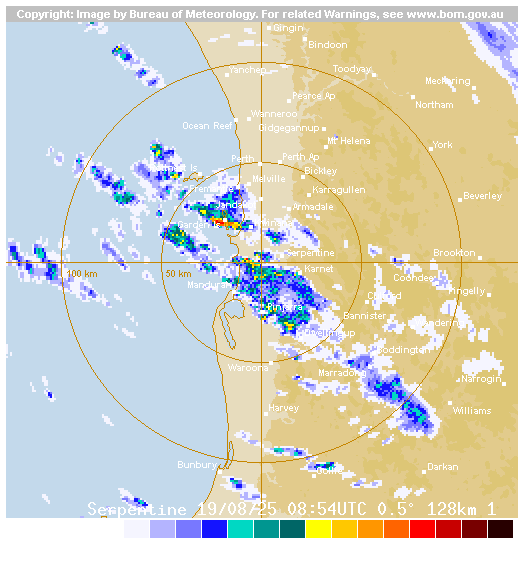 Copyright: Image by Bureau of Meteorology. For related Warnings, see www.bom.gov.au
Gingin
Bindoon
Yanchep
Toodyay
Meckering
Pearce Ap
Northam
Wanneroo
Ocean Reef
Gidgegannup
Mt Helena
York
Perth
Perth Ap
Bickley
Melville
Karragullen
Beverley
Armadale
Serpentine
Brookton
Karnet
100 km
50 km
Mandurah
Pingelly
Bannister
Boddington
Waroona
Marradong
Narrogin
Harvey
Williams
Bunbury
Darkan
Serpentine 19/08/25 08:54UTC 0.5° 128km 1